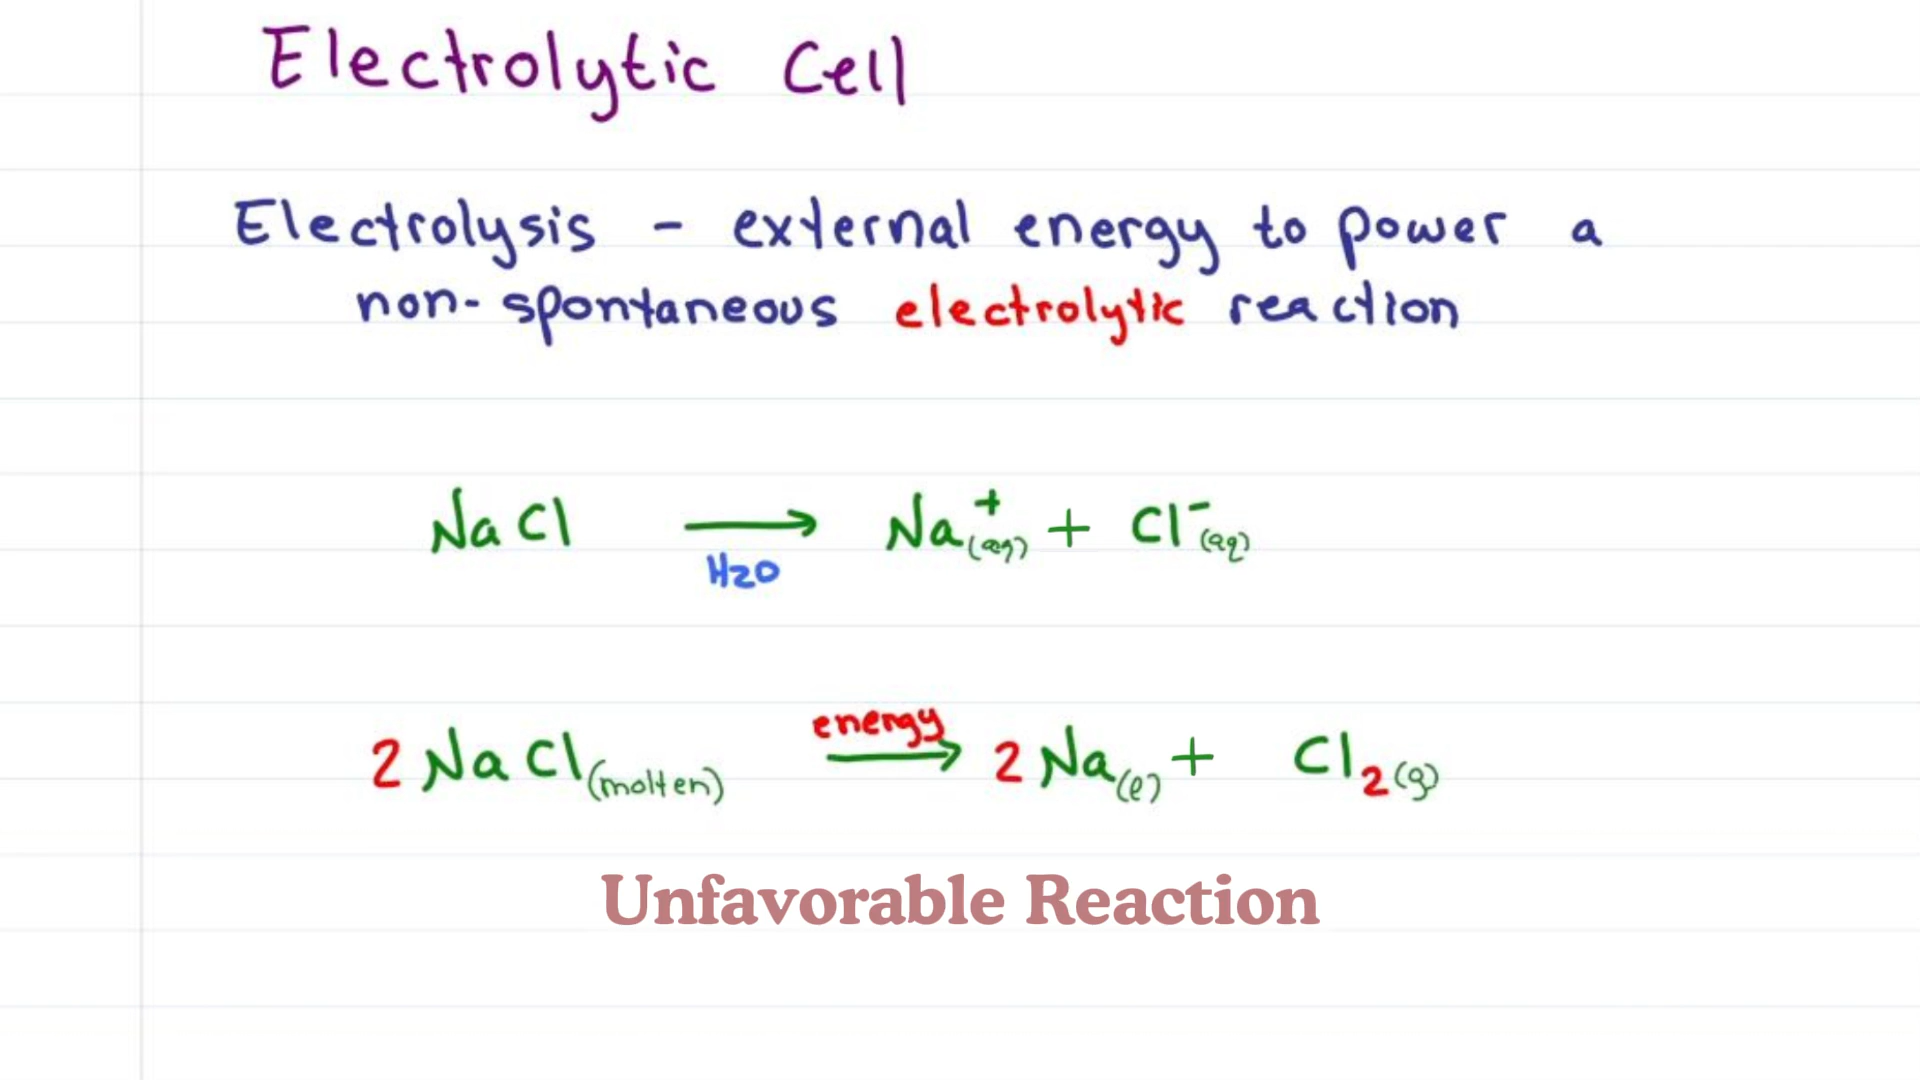 Electrolytic Cell
Electrolysis - external energy to power a
non-spontaneous electrolytic reaction
NaCl ⟶ Na⁺(aq) + Cl⁻(aq)
H2O
energy
2 NaCl(molten) ⟶ 2 Na(l) + Cl₂(g)
Unfavorable Reaction